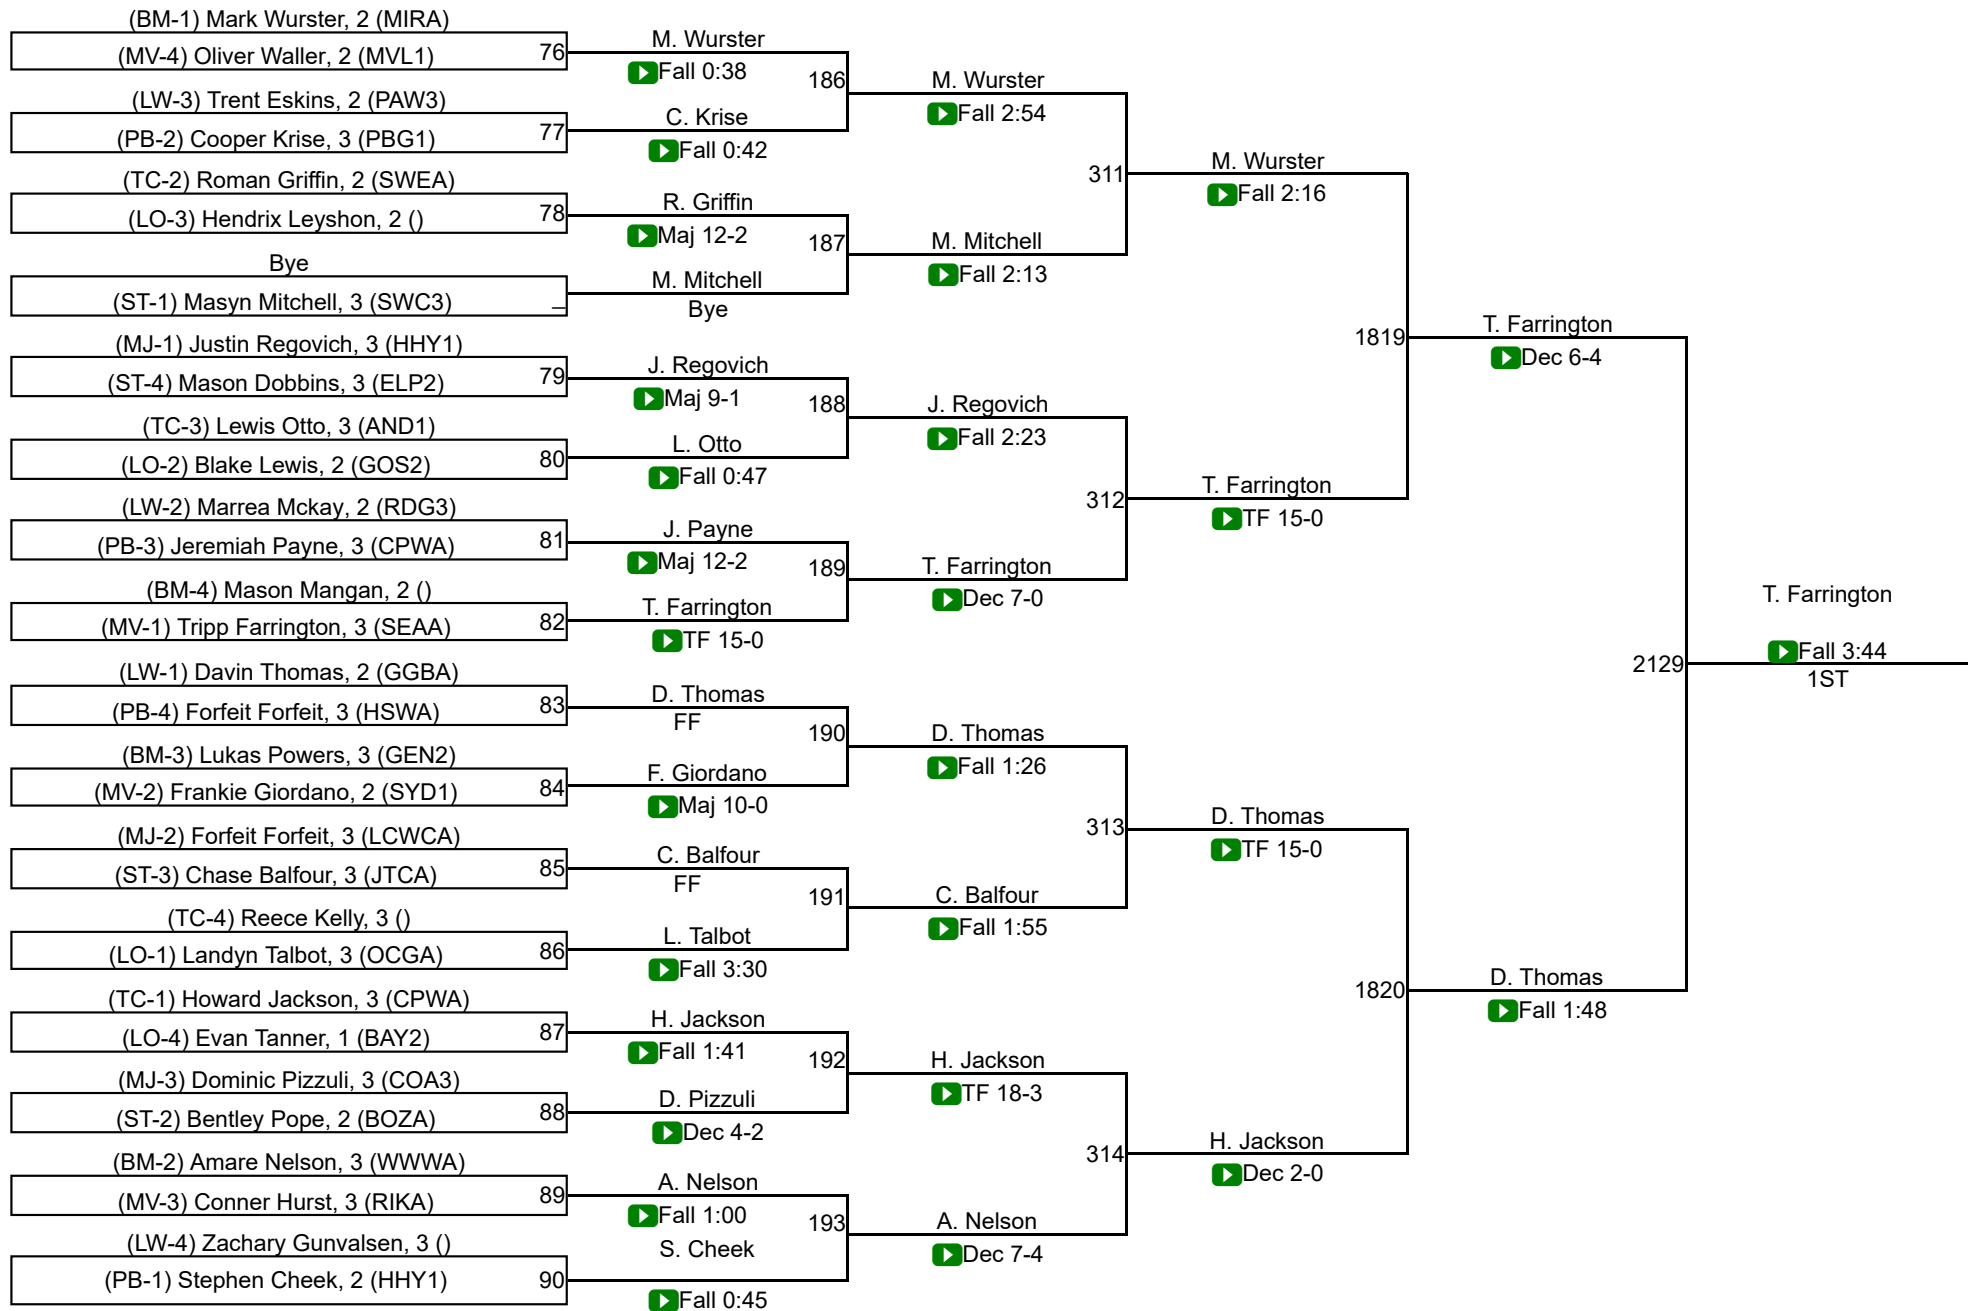 (BM-1) Mark Wurster, 2 (MIRA)
(MV-4) Oliver Waller, 2 (MVL1)
76
(LW-3) Trent Eskins, 2 (PAW3)
(PB-2) Cooper Krise, 3 (PBG1)
77
(TC-2) Roman Griffin, 2 (SWEA)
(LO-3) Hendrix Leyshon, 2 ()
78
Bye
(ST-1) Masyn Mitchell, 3 (SWC3)
_
(MJ-1) Justin Regovich, 3 (HHY1)
(ST-4) Mason Dobbins, 3 (ELP2)
79
(TC-3) Lewis Otto, 3 (AND1)
(LO-2) Blake Lewis, 2 (GOS2)
80
(LW-2) Marrea Mckay, 2 (RDG3)
(PB-3) Jeremiah Payne, 3 (CPWA)
81
(BM-4) Mason Mangan, 2 ()
(MV-1) Tripp Farrington, 3 (SEAA)
82
(LW-1) Davin Thomas, 2 (GGBA)
(PB-4) Forfeit Forfeit, 3 (HSWA)
83
(BM-3) Lukas Powers, 3 (GEN2)
(MV-2) Frankie Giordano, 2 (SYD1)
84
(MJ-2) Forfeit Forfeit, 3 (LCWCA)
(ST-3) Chase Balfour, 3 (JTCA)
85
(TC-4) Reece Kelly, 3 ()
(LO-1) Landyn Talbot, 3 (OCGA)
86
(TC-1) Howard Jackson, 3 (CPWA)
(LO-4) Evan Tanner, 1 (BAY2)
87
(MJ-3) Dominic Pizzuli, 3 (COA3)
(ST-2) Bentley Pope, 2 (BOZA)
88
(BM-2) Amare Nelson, 3 (WWWA)
(MV-3) Conner Hurst, 3 (RIKA)
89
(LW-4) Zachary Gunvalsen, 3 ()
(PB-1) Stephen Cheek, 2 (HHY1)
90
M. Wurster
Fall 0:38
186
C. Krise
Fall 0:42
R. Griffin
Maj 12-2
187
M. Mitchell
Bye
J. Regovich
Maj 9-1
188
L. Otto
Fall 0:47
J. Payne
Maj 12-2
189
T. Farrington
TF 15-0
D. Thomas
FF
190
F. Giordano
Maj 10-0
C. Balfour
FF
191
L. Talbot
Fall 3:30
H. Jackson
Fall 1:41
192
D. Pizzuli
Dec 4-2
A. Nelson
Fall 1:00
193
S. Cheek
Fall 0:45
M. Wurster
Fall 2:54
311
M. Mitchell
Fall 2:13
J. Regovich
Fall 2:23
312
T. Farrington
Dec 7-0
D. Thomas
Fall 1:26
313
C. Balfour
Fall 1:55
H. Jackson
TF 18-3
314
A. Nelson
Dec 7-4
M. Wurster
Fall 2:16
1819
T. Farrington
TF 15-0
D. Thomas
TF 15-0
1820
H. Jackson
Dec 2-0
T. Farrington
Dec 6-4
2129
D. Thomas
Fall 1:48
T. Farrington
Fall 3:44
1ST